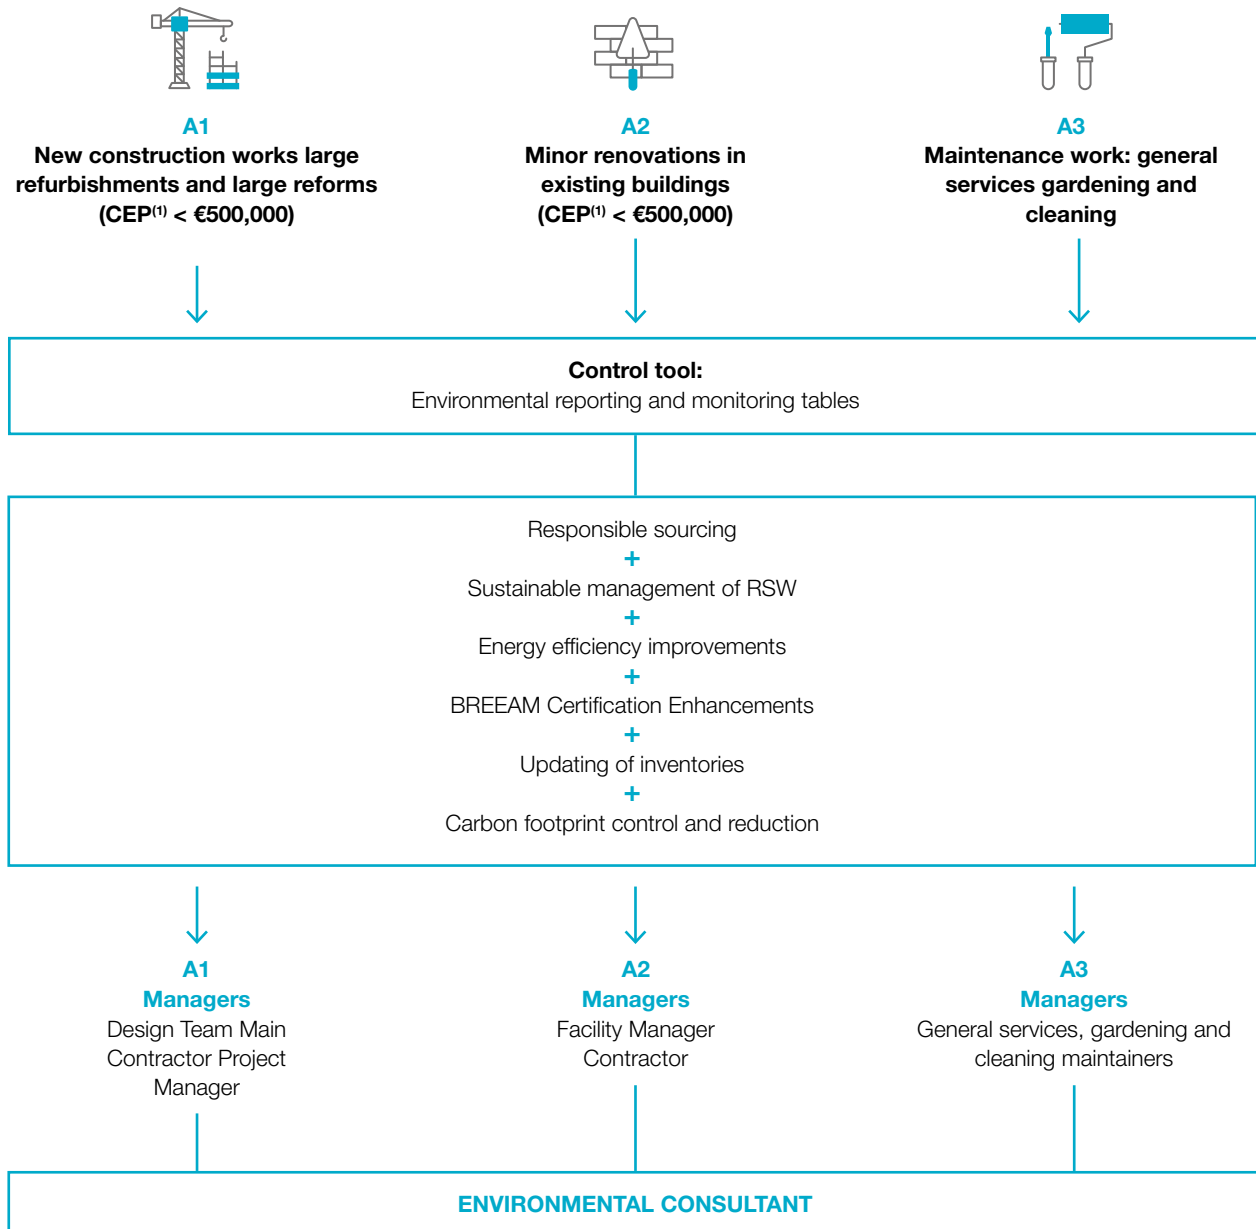 A1
New construction works large
refurbishments and large reforms
(CEP(1) < €500,000)
A2
Minor renovations in
existing buildings
(CEP(1) < €500,000)
A3
Maintenance work: general
services gardening and
cleaning
Control tool:
Environmental reporting and monitoring tables
Responsible sourcing
+
Sustainable management of RSW
+
Energy efficiency improvements
+
BREEAM Certification Enhancements
+
Updating of inventories
+
Carbon footprint control and reduction
A1
Managers
Design Team Main
Contractor Project
Manager
A2
Managers
Facility Manager
Contractor
A3
Managers
General services, gardening and
cleaning maintainers
ENVIRONMENTAL CONSULTANT